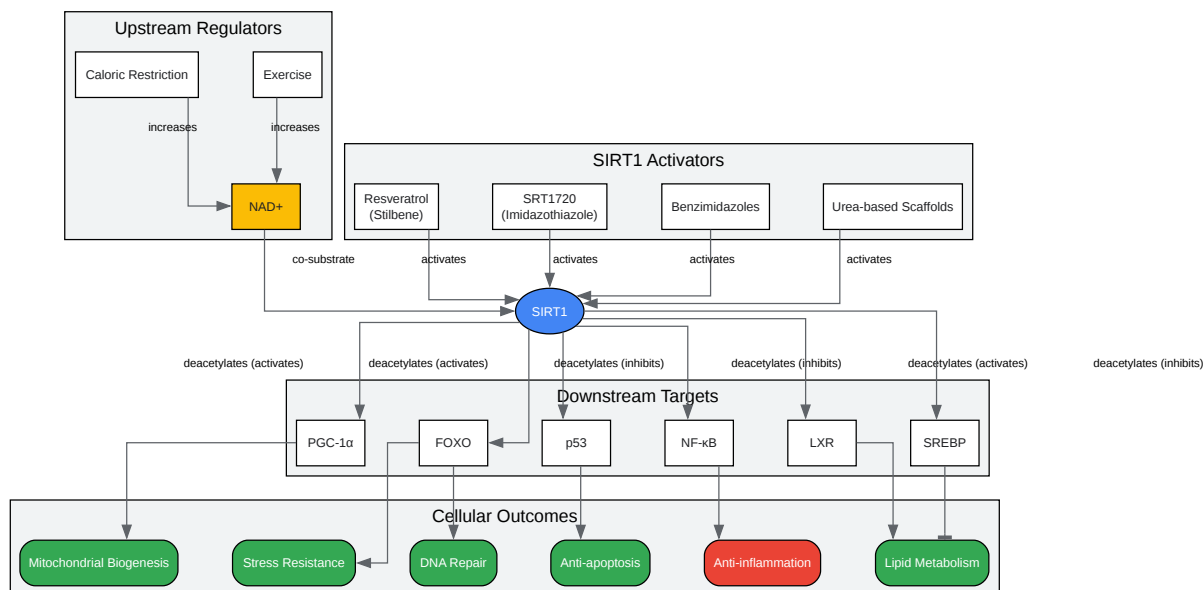 Upstream Regulators
Caloric Restriction
Exercise
increases
increases
NAD+
SIRT1 Activators
Resveratrol
(Stilbene)
SRT1720
(Imidazothiazole)
Benzimidazoles
Urea-based Scaffolds
co-substrate
activates
activates
activates
activates
SIRT1
deacetylates (activates)
deacetylates (activates)
deacetylates (inhibits)
deacetylates (inhibits)
deacetylates (activates)
deacetylates (inhibits)
Downstream Targets
PGC-1α
FOXO
p53
NF-κB
LXR
SREBP
Cellular Outcomes
Mitochondrial Biogenesis
Stress Resistance
DNA Repair
Anti-apoptosis
Anti-inflammation
Lipid Metabolism